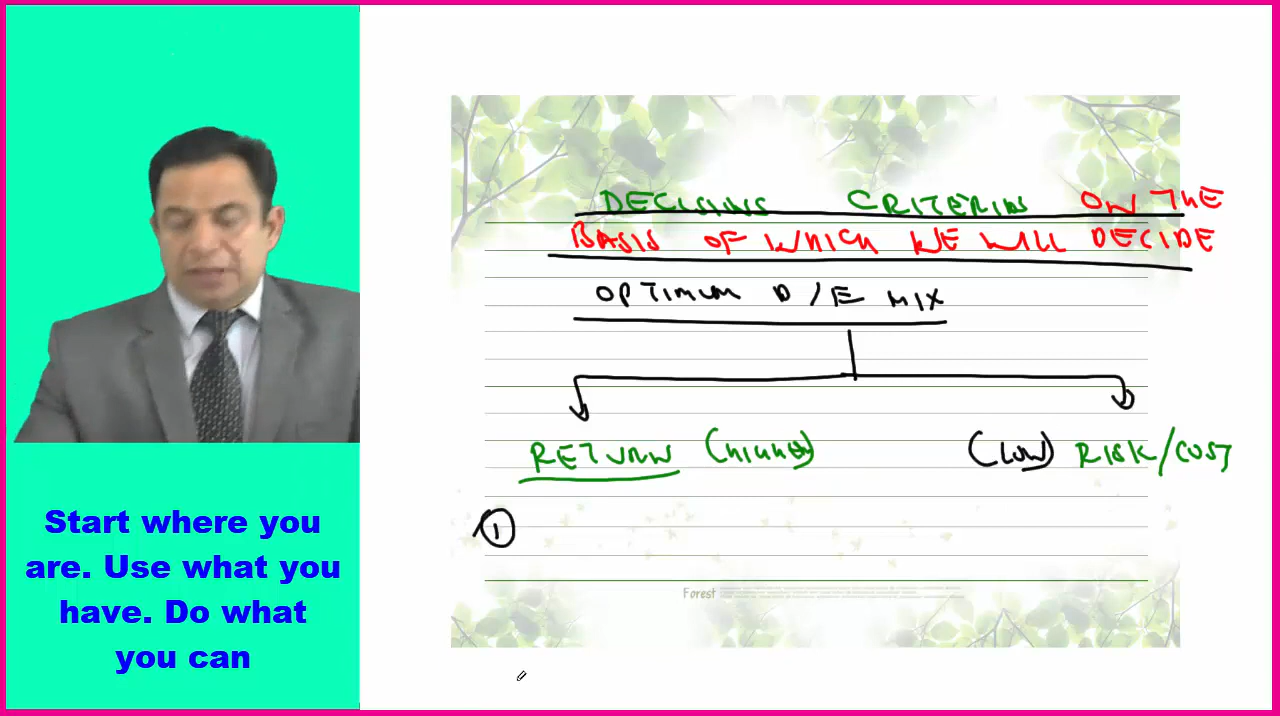 DECISING CRITERIA ON THE
BASIS OF WHICH WE WILL DECIDE
OPTIMUM D/E MIX
RETURN (higher) (LOW) RISK/COST
①
Forest
Start where you
are. Use what you
have. Do what
you can